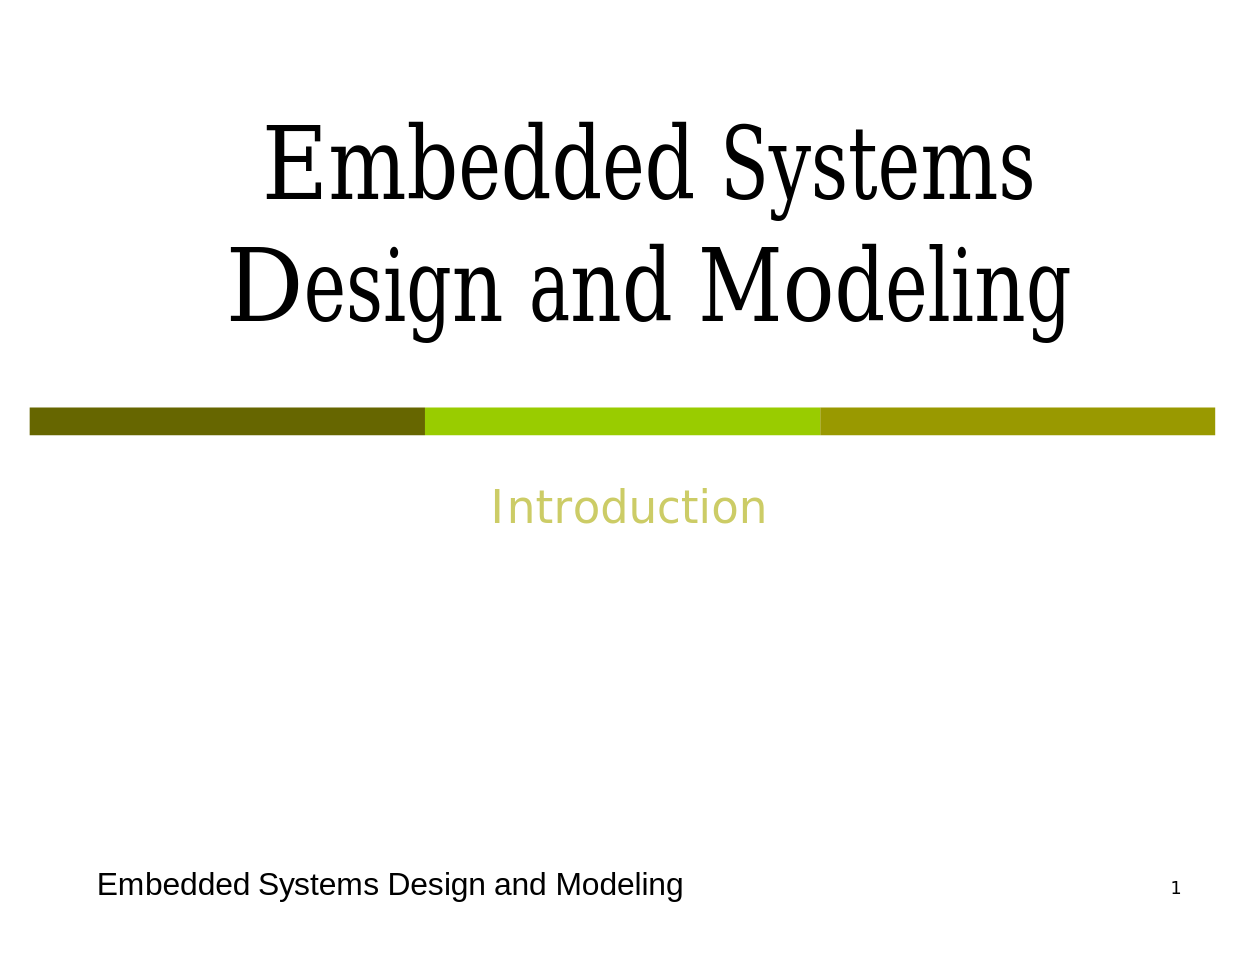 Embedded Systems
Design and Modeling
Introduction
Embedded Systems Design and Modeling
1